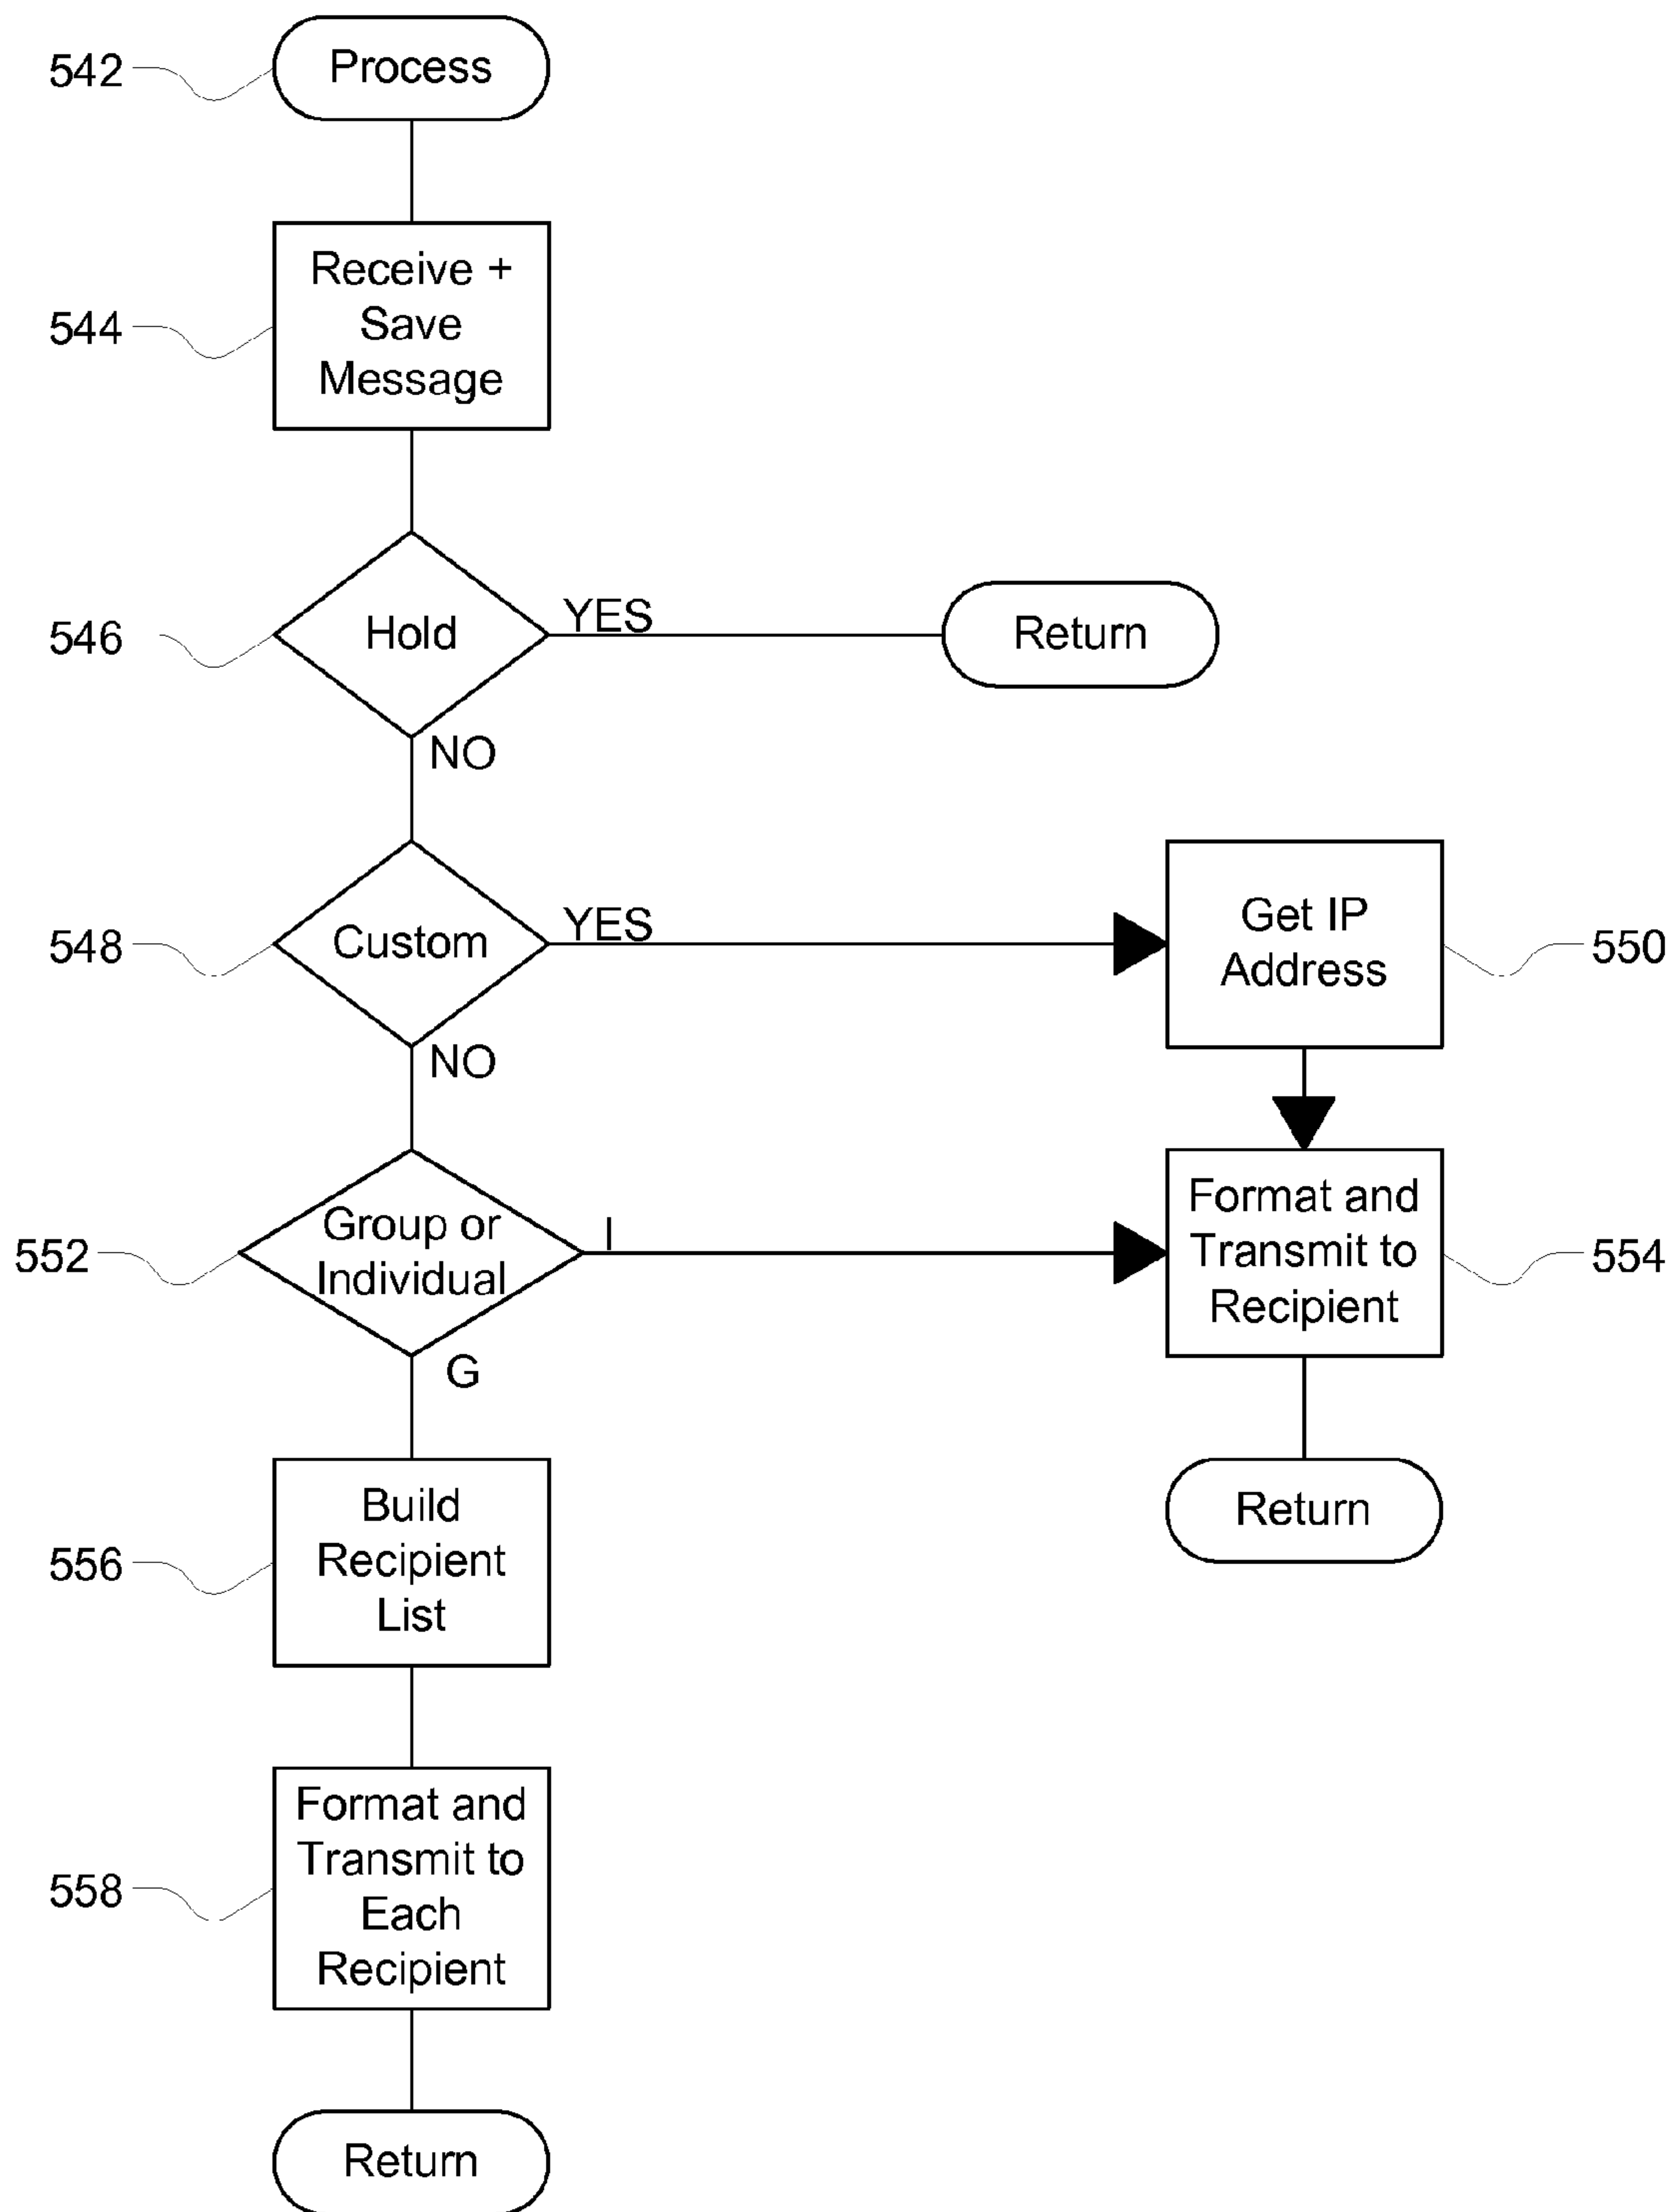 542
Process
544
Receive +
Save
Message
546
Hold
YES
Return
NO
548
Custom
YES
Get IP
Address
550
NO
552
Group or
Individual
I
Format and
Transmit to
Recipient
554
G
Return
556
Build
Recipient
List
558
Format and
Transmit to
Each
Recipient
Return